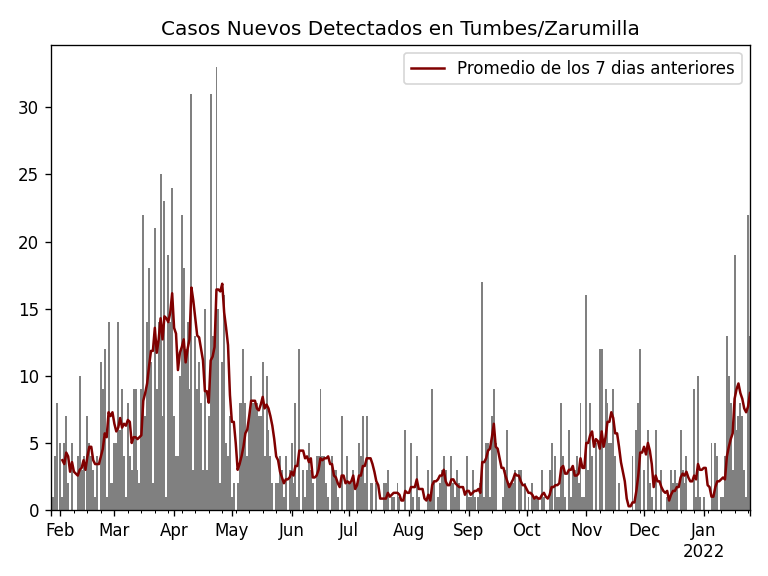 Casos Nuevos Detectados en Tumbes/Zarumilla
Promedio de los 7 dias anteriores
30
25
20
15
10
5
0
Feb Mar Apr May Jun Jul Aug Sep Oct Nov Dec Jan
2022